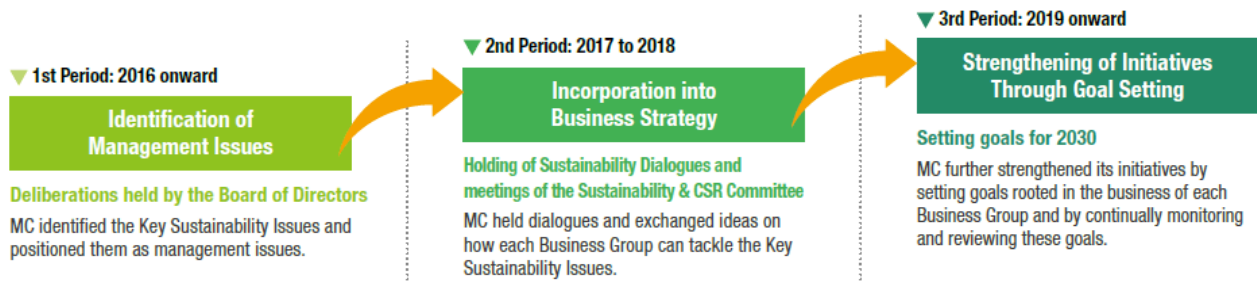 ▼ 1st Period: 2016 onward
Identification of
Management Issues
Deliberations held by the Board of Directors
MC identified the Key Sustainability Issues and
positioned them as management issues.
▼ 2nd Period: 2017 to 2018
Incorporation into
Business Strategy
Holding of Sustainability Dialogues and
meetings of the Sustainability & CSR Committee
MC held dialogues and exchanged ideas on
how each Business Group can tackle the Key
Sustainability Issues.
▼ 3rd Period: 2019 onward
Strengthening of Initiatives
Through Goal Setting
Setting goals for 2030
MC further strengthened its initiatives by
setting goals rooted in the business of each
Business Group and by continually monitoring
and reviewing these goals.